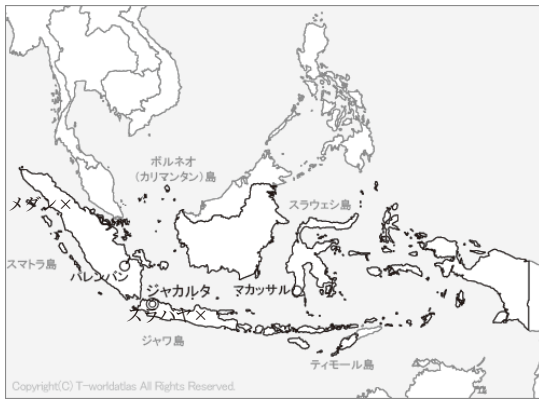 ボルネオ
(カリマンタン)島
スラウェシ島
メダン×
スマトラ島
パレンバン
ジャカルタ
マカッサル
スラバヤ×
ジャワ島
ティモール島
Copyright(C) T-worldatlas All Rights Reserved.